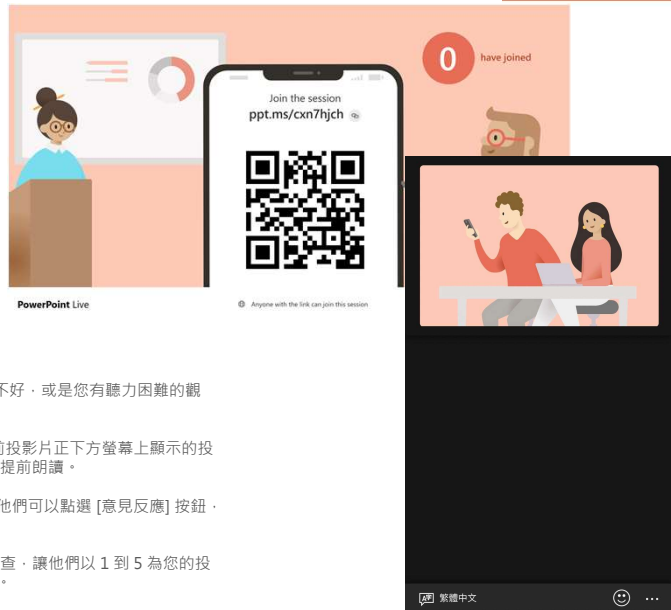 0 have joined
Join the session
ppt.ms/cxn7hjch
PowerPoint Live
Anyone with the link can join this session
不好，或是您有聽力困難的觀
前投影片正下方螢幕上顯示的投
提前朗讀。
他們可以點選 [意見反應] 按鈕，
查，讓他們以 1 到 5 為您的投
。
繁體中文